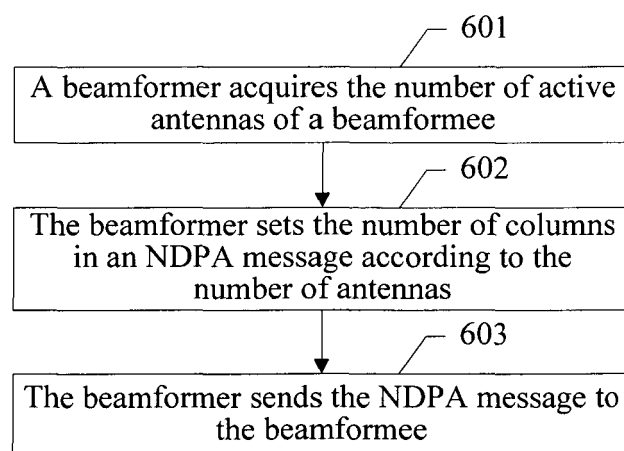 601
A beamformer acquires the number of active
antennas of a beamformee
602
The beamformer sets the number of columns
in an NDPA message according to the
number of antennas
603
The beamformer sends the NDPA message to
the beamformee